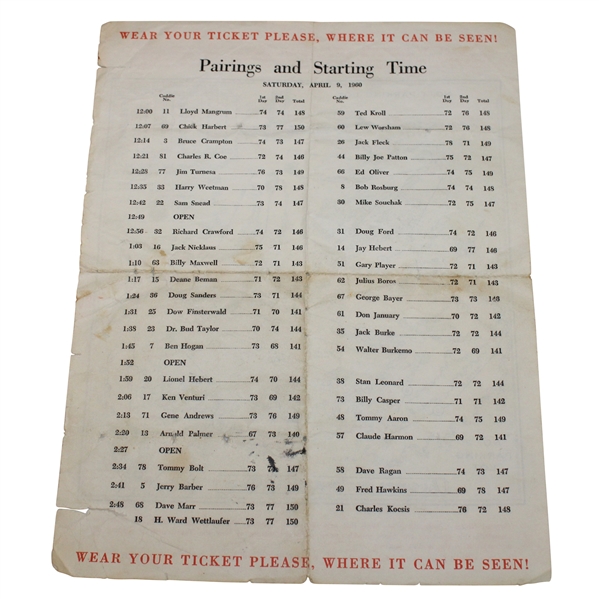 WEAR YOUR TICKET PLEASE, WHERE IT CAN BE SEEN!
Pairings and Starting Time
SATURDAY, APRIL 9, 1960
Caddie No. 1st Day 2nd Day Total Caddie No. 1st Day 2nd Day Total
12:00 11 Lloyd Mangrum 74 74 148 59 Ted Kroll 72 76 148
12:07 69 Chick Harbert 73 77 150 60 Lew Worsham 72 76 148
12:14 3 Bruce Crampton 74 73 147 26 Jack Fleck 78 71 149
12:21 81 Charles R. Coe 72 74 146 44 Billy Joe Patton 75 72 147
12:28 77 Jim Turnesa 76 73 149 66 Ed Oliver 74 75 149
12:35 33 Harry Weetman 70 78 148 8 Bob Rosburg 74 74 148
12:42 22 Sam Snead 73 74 147 30 Mike Souchak 72 75 147
12:49 OPEN
12:56 32 Richard Crawford 74 72 146 31 Doug Ford 74 72 146
1:03 16 Jack Nicklaus 75 71 146 14 Jay Hebert 69 77 146
1:10 63 Billy Maxwell 72 71 143 51 Gary Player 72 71 143
1:17 15 Deane Beman 71 72 143 62 Julius Boros 72 71 143
1:24 36 Doug Sanders 73 71 144 67 George Bayer 73 73
1:31 25 Dow Finsterwald 71 70 141 61 Don January 70 72 142
1:38 23 Dr. Bud Taylor 70 74 144 35 Jack Burke 72 72 144
1:45 7 Ben Hogan 73 68 141 54 Walter Burkemo 72 69 141
1:52 OPEN
1:59 20 Lionel Hebert 74 70 144 38 Stan Leonard 72 72 144
2:06 17 Ken Venturi 73 69 142 73 Billy Casper 71 71 142
2:13 71 Gene Andrews 73 76 149 48 Tommy Aaron 74 75 149
2:20 13 Arnold Palmer 67 73 140 57 Claude Harmon 69 72 141
2:27 OPEN
2:34 78 Tommy Bolt 73 147 58 Dave Ragan 74 73 147
2:41 5 Jerry Barber 76 73 149 49 Fred Hawkins 69 78 147
2:48 68 Dave Marr 73 77 150 21 Charles Kocsis 76 72 148
18 H. Ward Wettlaufer 73 77 150
WEAR YOUR TICKET PLEASE, WHERE IT CAN BE SEEN!